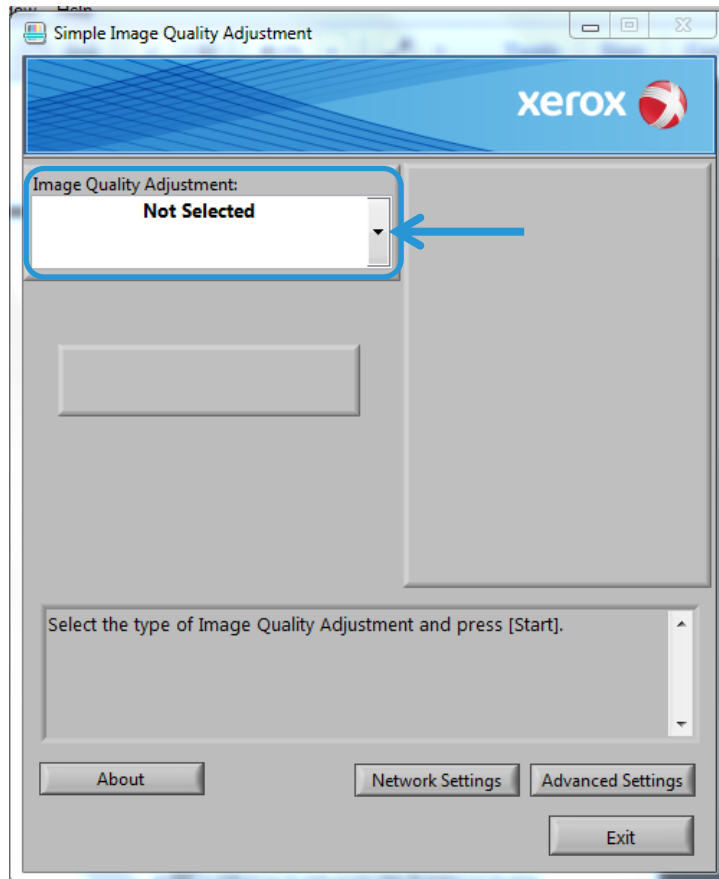 Help
Simple Image Quality Adjustment
xerox
Image Quality Adjustment:
Not Selected
Select the type of Image Quality Adjustment and press [Start].
About
Network Settings
Advanced Settings
Exit